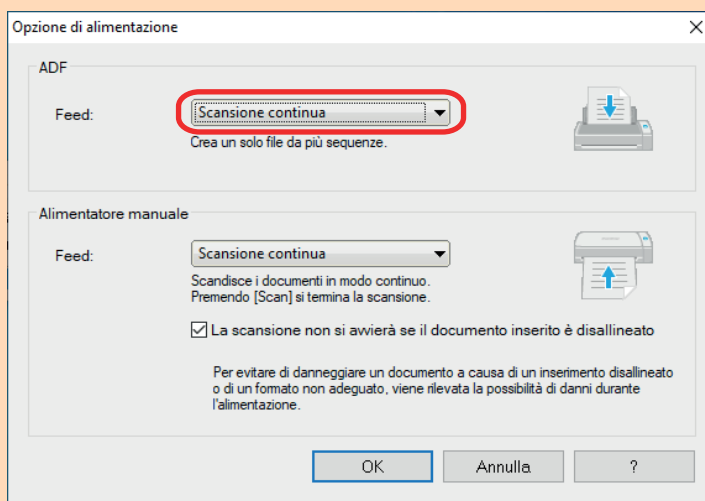 Opzione di alimentazione
ADF
Feed:
Scansione continua
Crea un solo file da più sequenze.
Alimentatore manuale
Feed:
Scansione continua
Scandisce i documenti in modo continuo.
Premendo [Scan] si termina la scansione.
La scansione non si avvierà se il documento inserito è disallineato
Per evitare di danneggiare un documento a causa di un inserimento disallineato
o di un formato non adeguato, viene rilevata la possibilità di danni durante
l'alimentazione.
OK
Annulla
?